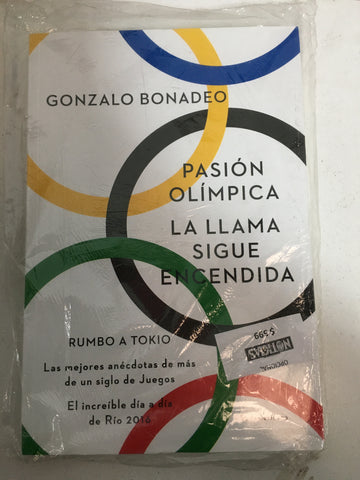 GONZALO BONADEO
PASIÓN
OLÍMPICA
LA LLAMA
SIGUE
ENCENDIDA
RUMBO A TOKIO
Las mejores anécdotas de más
de un siglo de Juegos
El increíble día a día
de Río 2016
$ 599